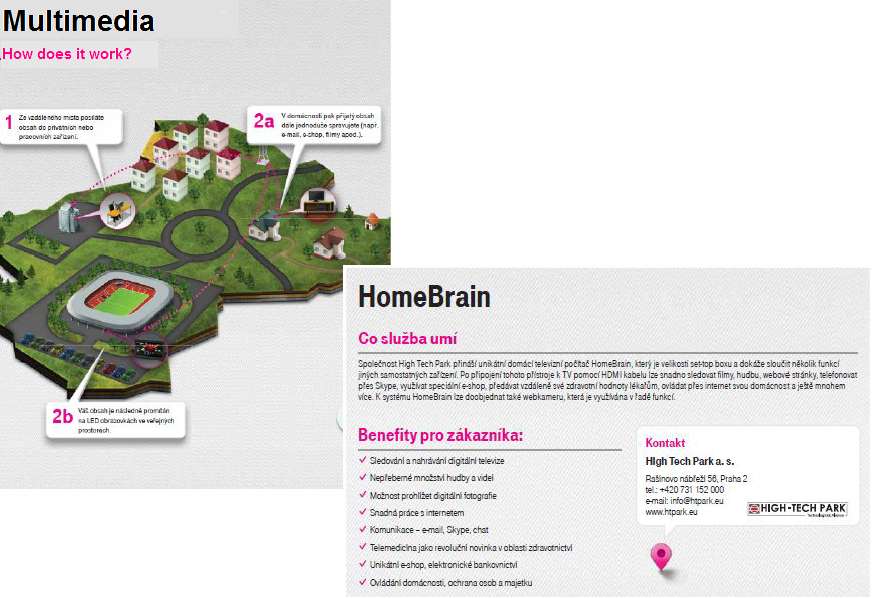 Multimedia
How does it work?
1 Ze vzdáleného místa posíláte
obsah do privátních nebo
pracovních zařízení.
2a V domácnosti pak přijatý obsah
dále jednoduše spravujete (např.
e-mail, e-shop, filmy apod.).
2b Váš obsah je následně promítán
na LED obrazovkách ve veřejných
prostorách.
HomeBrain
Co služba umí
Společnost High Tech Park přináší unikátní domácí televizní počítač HomeBrain, který je velikosti set-top boxu a dokáže sloučit několik funkcí
jiných samostatných zařízení. Po připojení tohoto přístroje k TV pomocí HDMI kabelu lze snadno sledovat filmy, hudbu, webové stránky, telefonovat
přes Skype, využívat speciální e-shop, předávat vzdáleně své zdravotní hodnoty lékařům, ovládat přes internet svou domácnost a ještě mnohem
více. K systému HomeBrain lze doobjednat také webkameru, která je využívána v řadě funkcí.
Benefity pro zákazníka:
Sledování a nahrávání digitální televize
Nepřeberné množství hudby a videí
Možnost prohlížet digitální fotografie
Snadná práce s internetem
Komunikace – e-mail, Skype, chat
Telemedicína jako revoluční novinka v oblasti zdravotnictví
Unikátní e-shop, elektronické bankovnictví
Ovládání domácnosti, ochrana osob a majetku
Kontakt
High Tech Park a. s.
Rašínovo nábřeží 56, Praha 2
tel.: +420 731 152 000
e-mail: info@htpark.eu
www.htpark.eu
HIGH-TECH PARK
Technologická Aliance